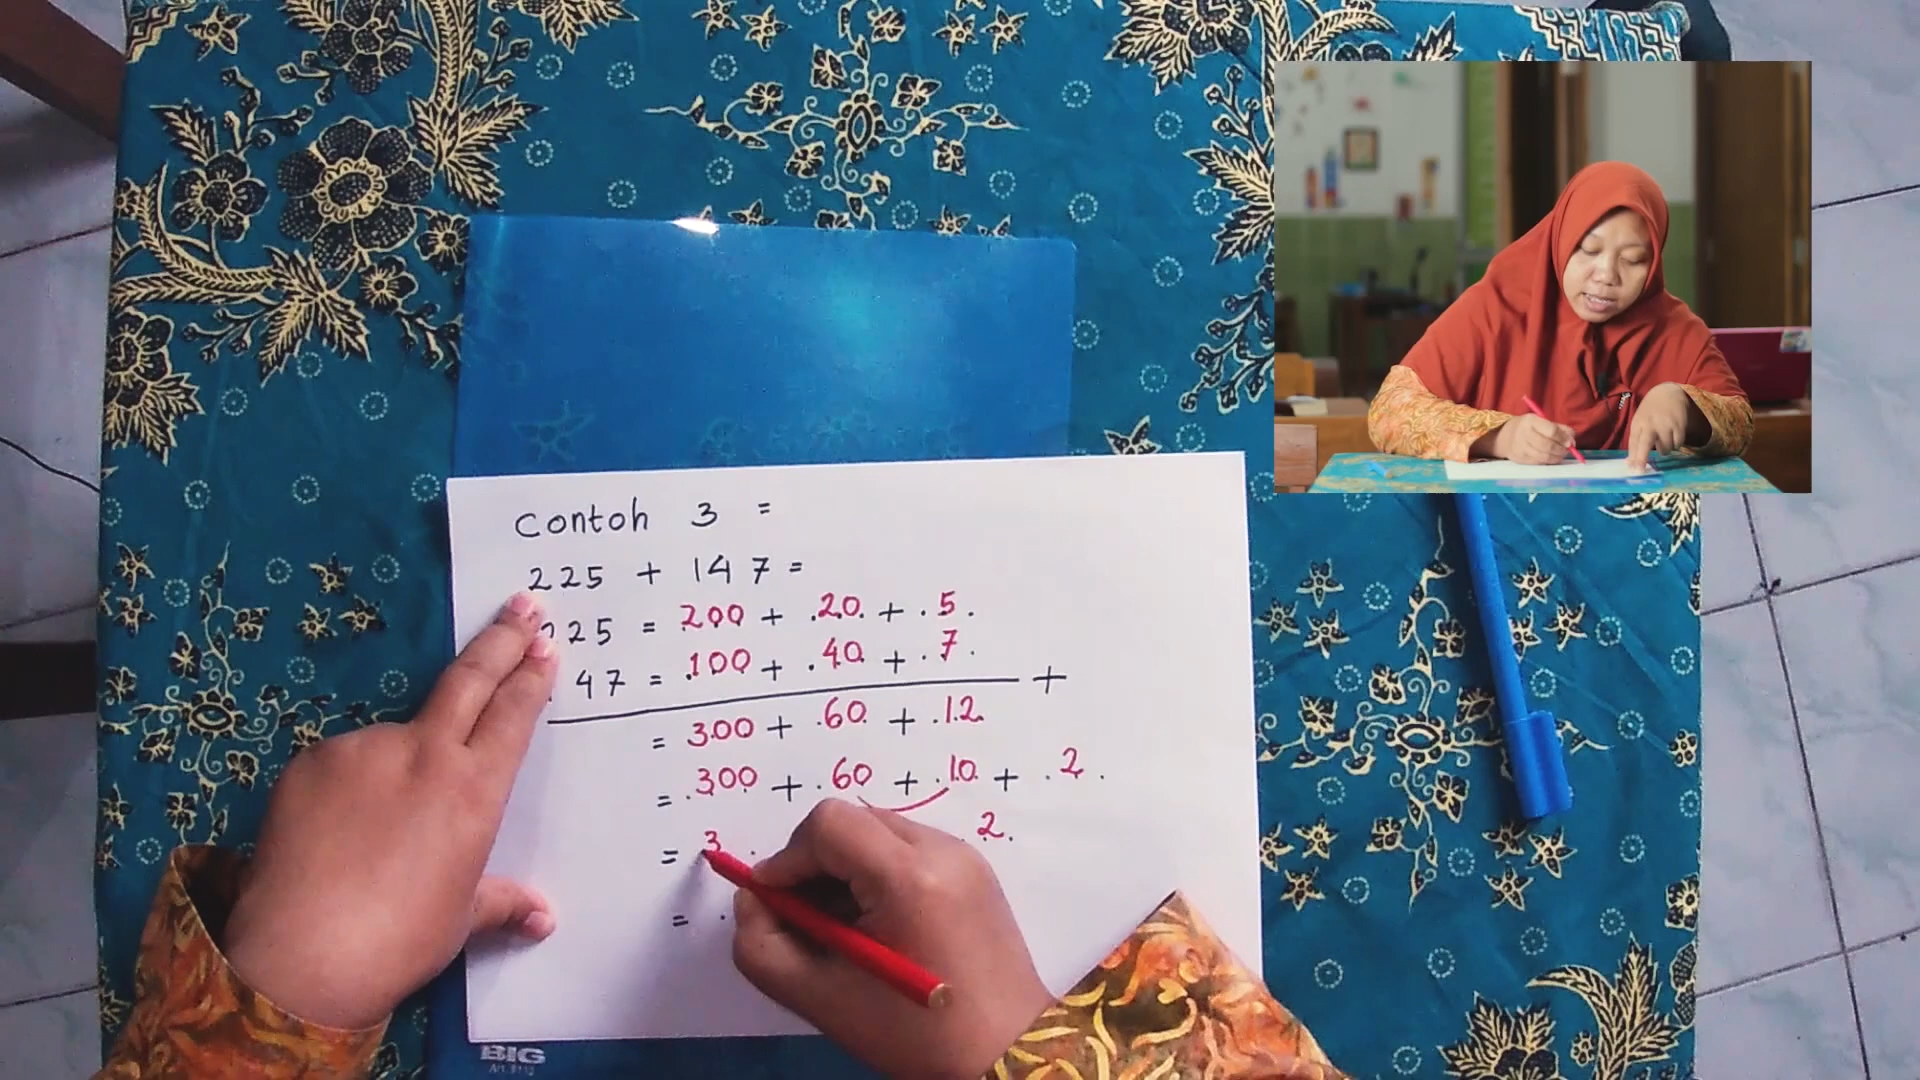 Contoh 3 =
225 + 147 =
225 = 200 + 20 + 5
47 = 100 + 40 + 7
+
= 300 + 60 + 12
= 300 + 60 + 10 + 2
= 3 2
=
BIG